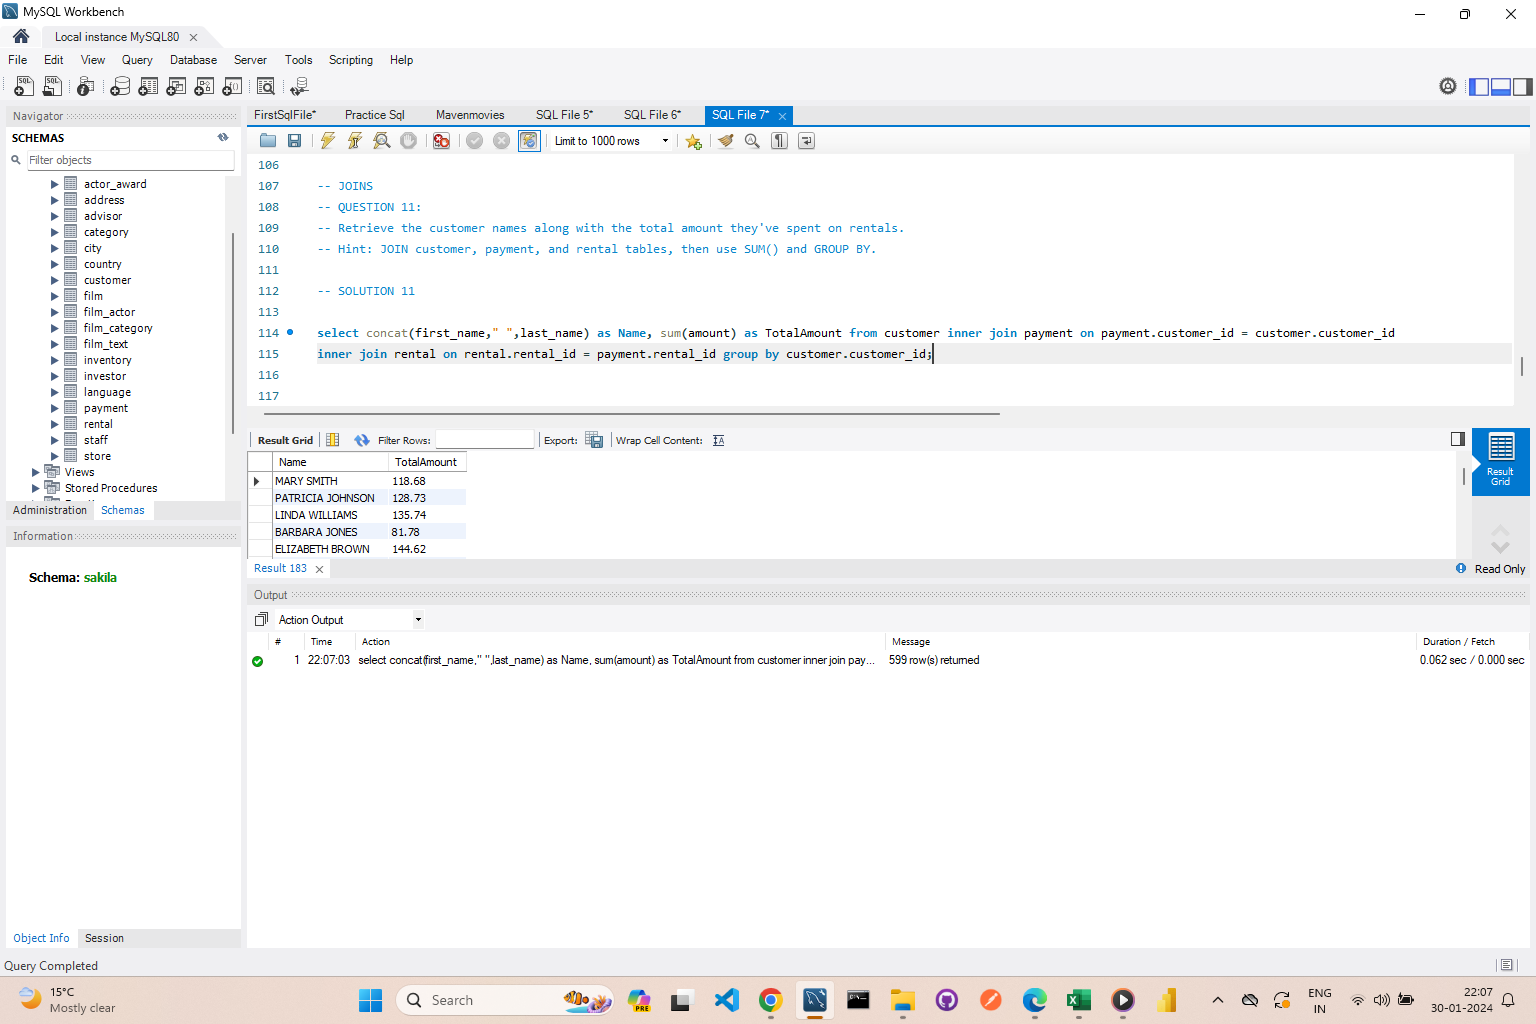 MySQL Workbench
Local instance MySQL80
File Edit View Query Database Server Tools Scripting Help
Navigator
SCHEMAS
Filter objects
actor_award
address
advisor
category
city
country
customer
film
film_actor
film_category
film_text
inventory
investor
language
payment
rental
staff
store
Views
Stored Procedures
Administration Schemas
Information
Schema: sakila
Object Info Session
Query Completed
FirstSqlFile* Practice Sql Mavenmovies SQL File 5* SQL File 6* SQL File 7*
Limit to 1000 rows
106
107 -- JOINS
108 -- QUESTION 11:
109 -- Retrieve the customer names along with the total amount they've spent on rentals.
110 -- Hint: JOIN customer, payment, and rental tables, then use SUM() and GROUP BY.
111
112 -- SOLUTION 11
113
114 select concat(first_name," ",last_name) as Name, sum(amount) as TotalAmount from customer inner join payment on payment.customer_id = customer.customer_id
115 inner join rental on rental.rental_id = payment.rental_id group by customer.customer_id;
116
117
Result Grid Filter Rows: Export: Wrap Cell Content:
Name TotalAmount
MARY SMITH 118.68
PATRICIA JOHNSON 128.73
LINDA WILLIAMS 135.74
BARBARA JONES 81.78
ELIZABETH BROWN 144.62
Result Grid
Result 183
Read Only
Output
Action Output
# Time Action Message Duration / Fetch
1 22:07:03 select concat(first_name," ",last_name) as Name, sum(amount) as TotalAmount from customer inner join pay... 599 row(s) returned 0.062 sec / 0.000 sec
15°C
Mostly clear
Search
PRE
ENG
IN
22:07
30-01-2024